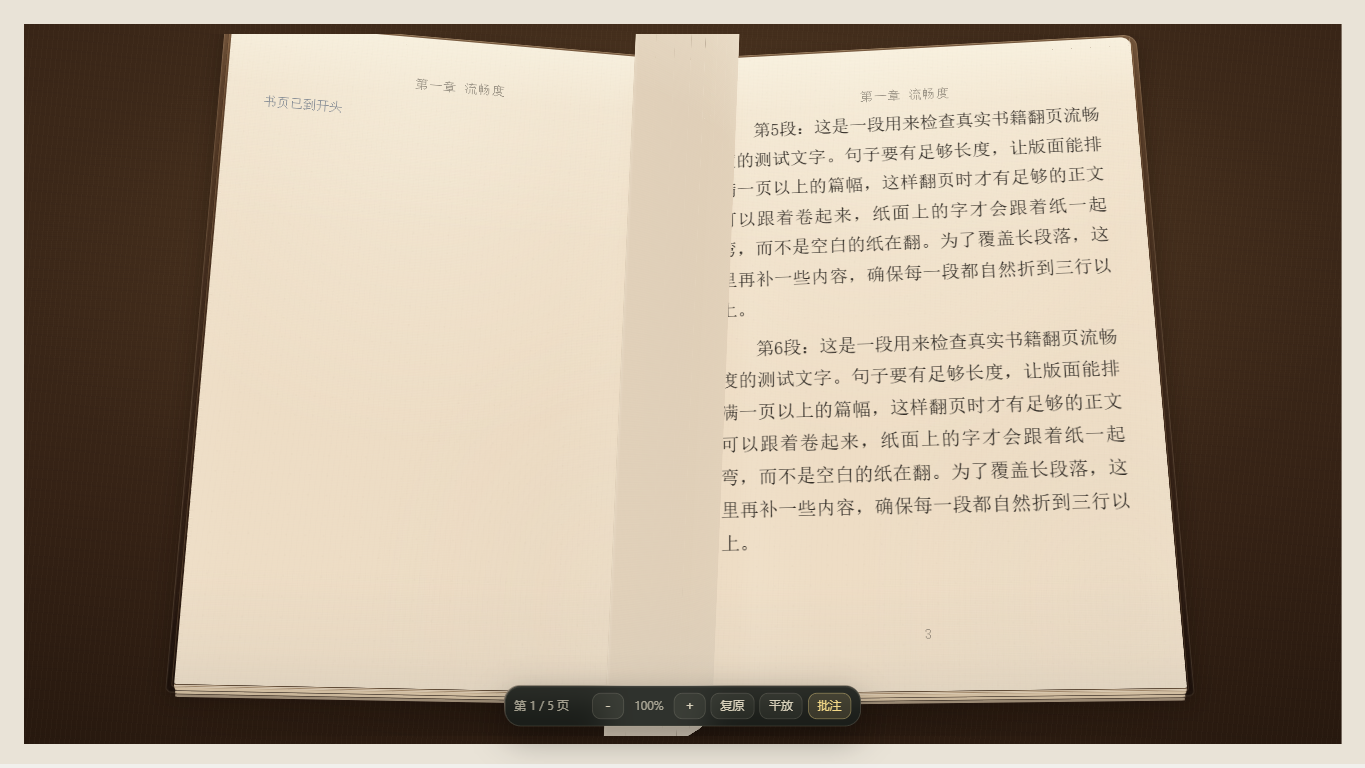 第一章 流畅度
书页已到开头
第一章 流畅度
第5段：这是一段用来检查真实书籍翻页流畅
的测试文字。句子要有足够长度，让版面能排
一页以上的篇幅，这样翻页时才有足够的正文
以跟着卷起来，纸面上的字才会跟着纸一起
，而不是空白的纸在翻。为了覆盖长段落，这
再补一些内容，确保每一段都自然折到三行以
。
第6段：这是一段用来检查真实书籍翻页流畅
度的测试文字。句子要有足够长度，让版面能排
满一页以上的篇幅，这样翻页时才有足够的正文
可以跟着卷起来，纸面上的字才会跟着纸一起
弯，而不是空白的纸在翻。为了覆盖长段落，这
里再补一些内容，确保每一段都自然折到三行以
上。
3
第 1 / 5 页 - 100% + 复原 平放 批注